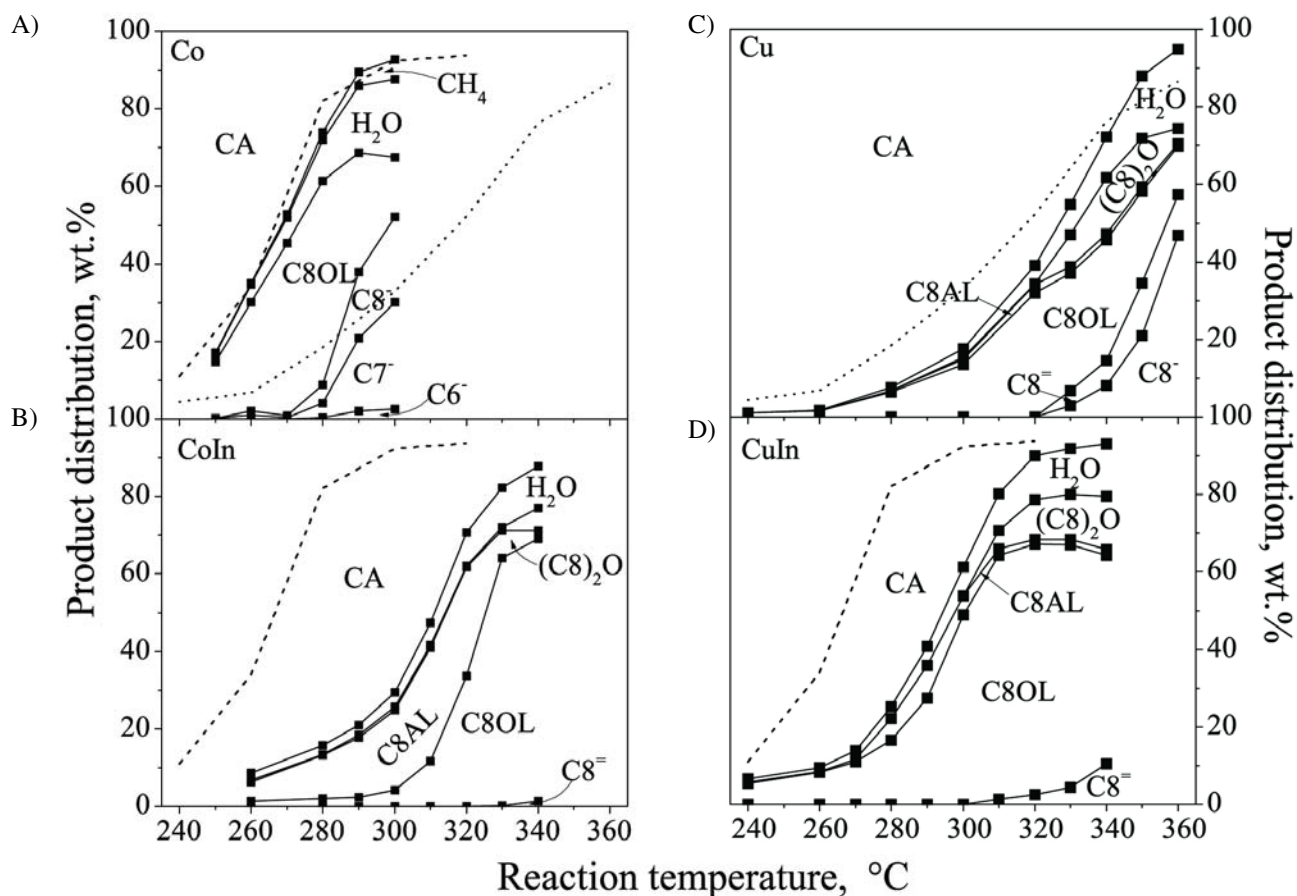 A)
Co
CA
CH₄
H₂O
C8OL
C8⁻
C7⁻
C6⁻
100
80
60
40
20
C)
Cu
CA
H₂O
(C8)₂O
C8AL
C8OL
C8⁼
C8⁻
100
80
60
40
20
B)
CoIn
CA
H₂O
(C8)₂O
C8AL
C8OL
C8⁼
100
80
60
40
20
0
240 260 280 300 320 340 360
D)
CuIn
CA
H₂O
(C8)₂O
C8AL
C8OL
C8⁼
100
80
60
40
20
0
240 260 280 300 320 340 360
Product distribution, wt.%
Product distribution, wt.%
Reaction temperature, °C